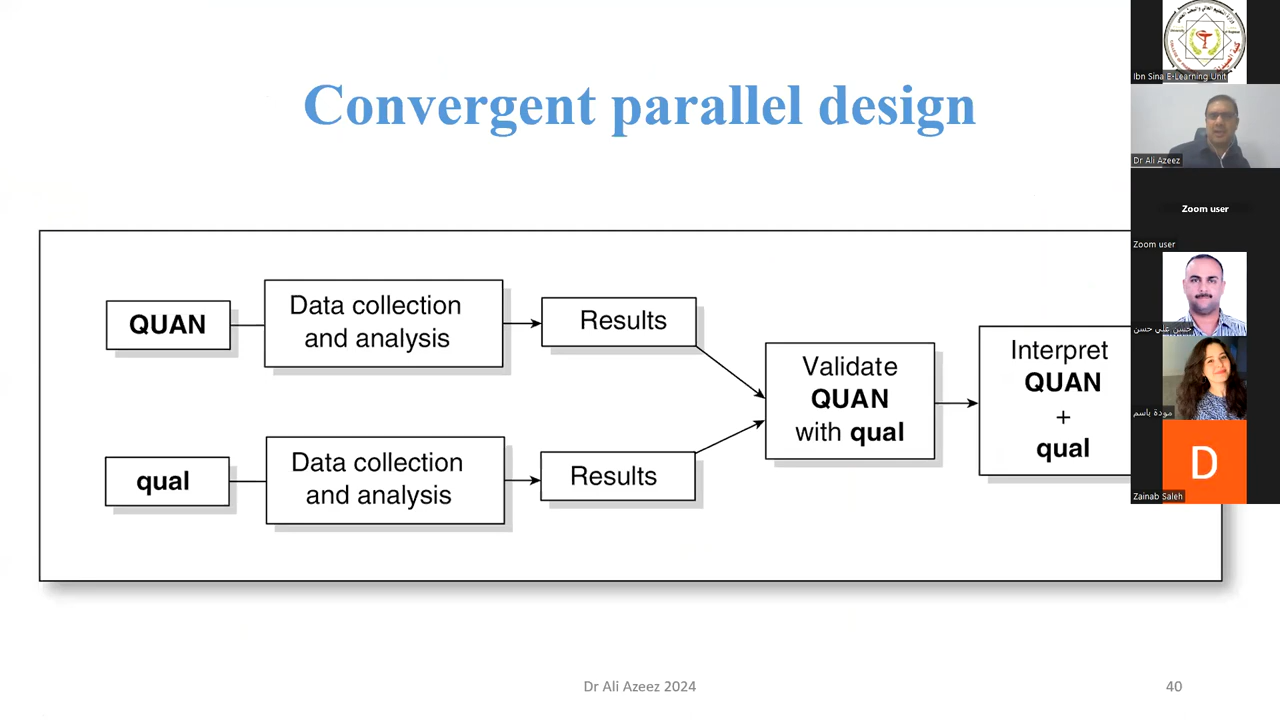 Convergent parallel design
QUAN
Data collection
and analysis
Results
qual
Data collection
and analysis
Results
Validate
QUAN
with qual
Interpret
QUAN
+
qual
Dr Ali Azeez 2024
40
Ibn Sina E-Learning Unit
Dr Ali Azeez
Zoom user
Zoom user
حسن علي حسن
مودة باسم
D
Zainab Saleh